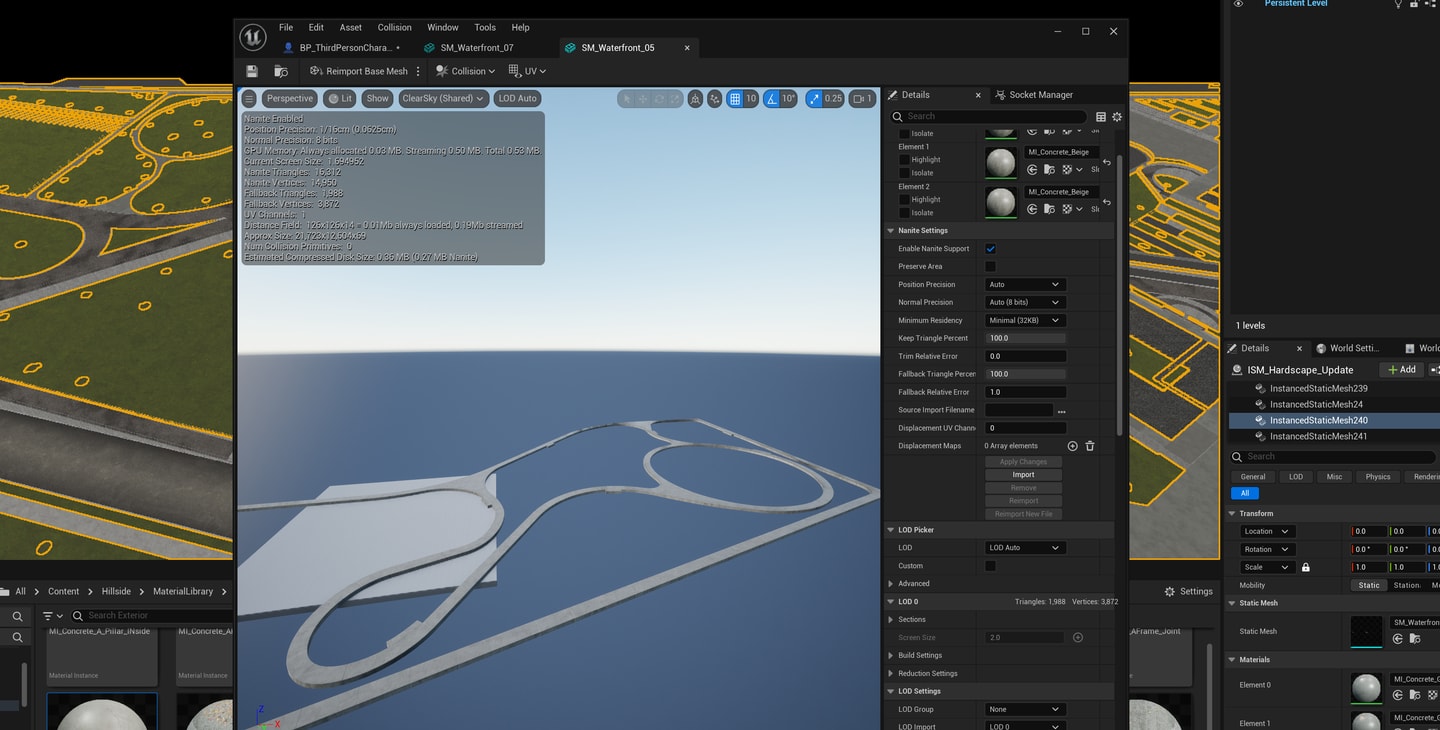 File Edit Asset Collision Window Tools Help
BP_ThirdPersonChara... •
SM_Waterfront_07
SM_Waterfront_05
Reimport Base Mesh
Collision
UV
Perspective
Lit
Show
ClearSky (Shared)
LOD Auto
10
10°
0.25
1
Nanite Enabled
Position Precision: 1/16cm (0.0625cm)
Normal Precision: 8 bits
GPU Memory: Always allocated 0.03 MB. Streaming 0.50 MB. Total 0.53 MB.
Current Screen Size: 1.694952
Nanite Triangles: 16,312
Nanite Vertices: 14,950
Fallback Triangles: 1,988
Fallback Vertices: 3,872
UV Channels: 1
Distance Field: 126x126x14 = 0.01Mb always loaded, 0.19Mb streamed
Approx Size: 21,723x12,604x69
Num Collision Primitives: 0
Estimated Compressed Disk Size: 0.36 MB (0.27 MB Nanite)
Z
X
Details
Socket Manager
Search
Isolate
Element 1
Highlight
Isolate
MI_Concrete_Beige
Element 2
Highlight
Isolate
MI_Concrete_Beige
Nanite Settings
Enable Nanite Support
Preserve Area
Position Precision Auto
Normal Precision Auto (8 bits)
Minimum Residency Minimal (32KB)
Keep Triangle Percent 100.0
Trim Relative Error 0.0
Fallback Triangle Percen 100.0
Fallback Relative Error 1.0
Source Import Filename
Displacement UV Chann 0
Displacement Maps 0 Array elements
Apply Changes
Import
Remove
Reimport
Reimport New File
LOD Picker
LOD LOD Auto
Custom
Advanced
LOD 0 Triangles: 1,988 Vertices: 3,872
Sections
Screen Size 2.0
Build Settings
Reduction Settings
LOD Settings
LOD Group None
LOD Import LOD 0
Persistent Level
1 levels
Details
World Setti...
ISM_Hardscape_Update
Add
InstancedStaticMesh239
InstancedStaticMesh24
InstancedStaticMesh240
InstancedStaticMesh241
Search
General LOD Misc Physics
All
Transform
Location 0.0 0.0
Rotation 0.0° 0.0°
Scale 1.0 1.0
Mobility Static
Static Mesh
Static Mesh
Materials
Element 0
Element 1
All Content Hillside MaterialLibrary
Settings
Search Exterior
MI_Concrete_A_Pillar_INside
Material Instance
Material Instance